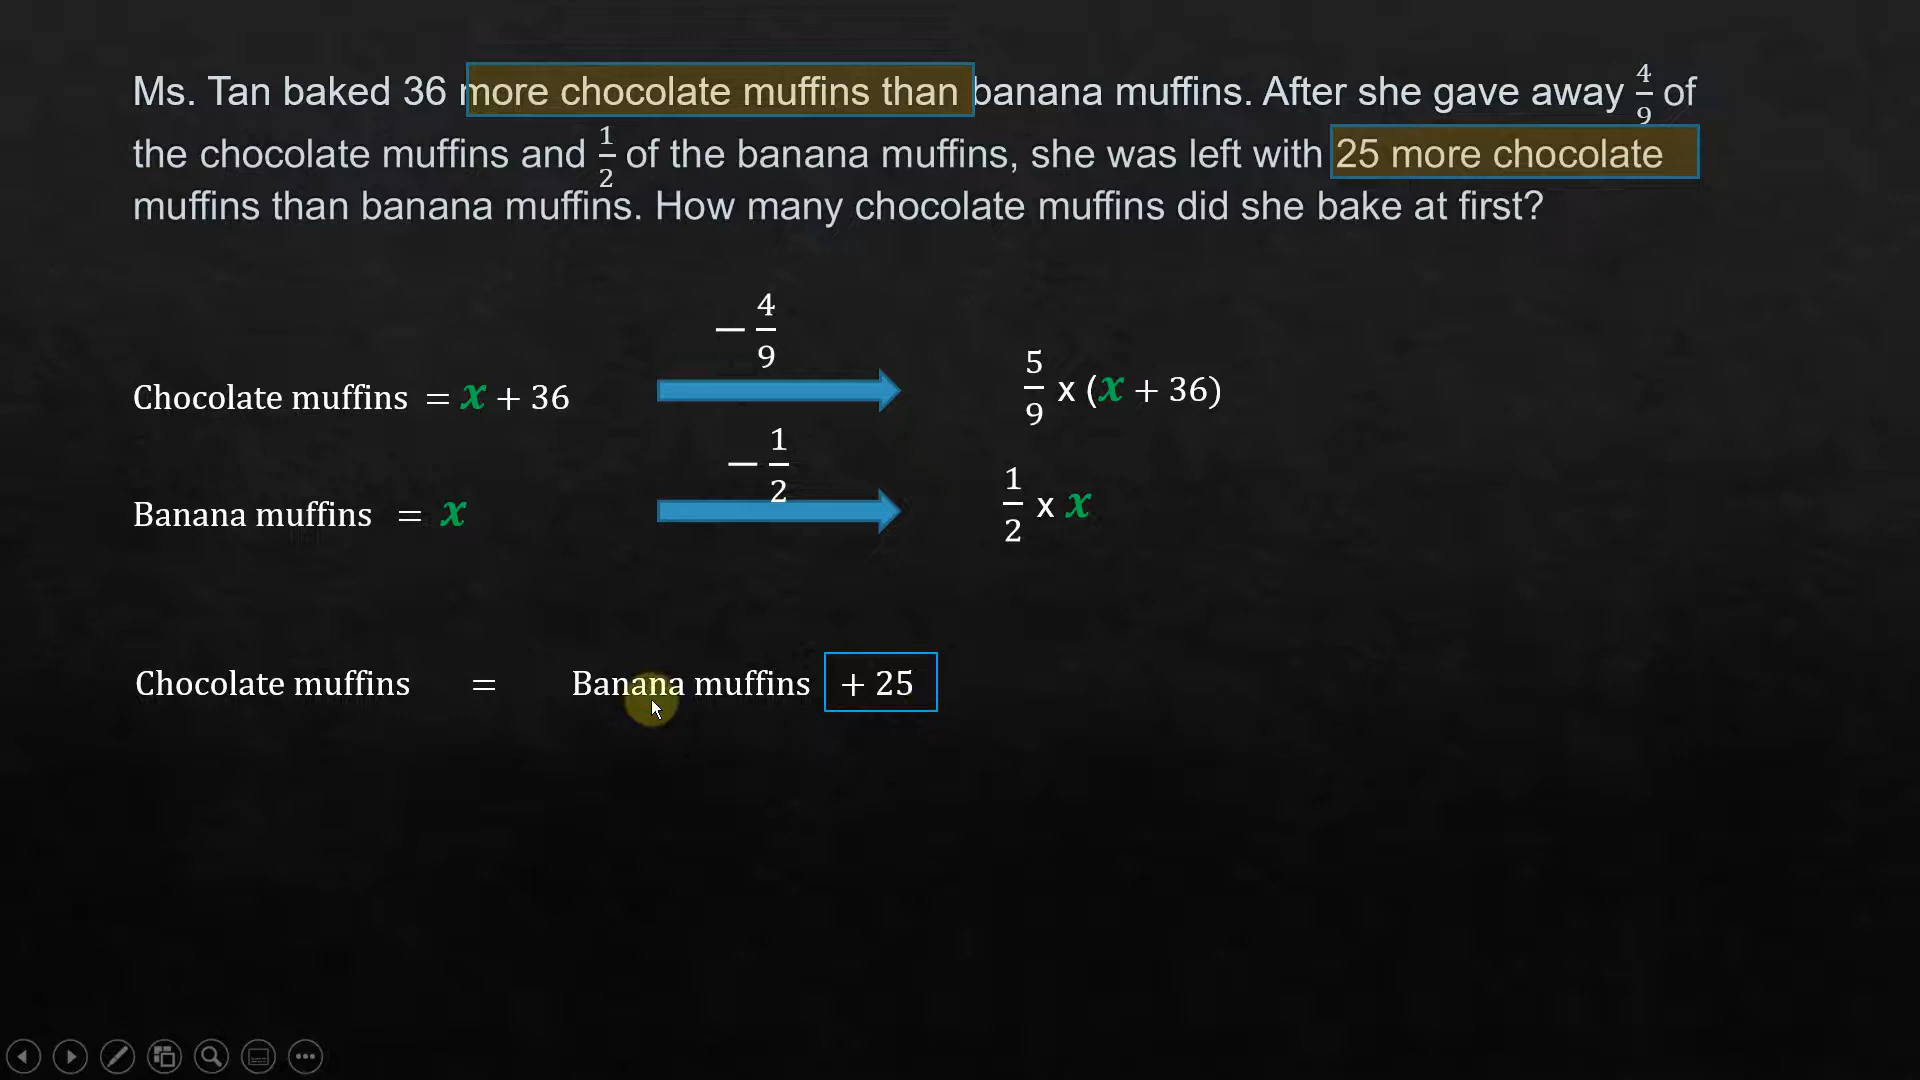 Ms. Tan baked 36 more chocolate muffins than banana muffins. After she gave away 4/9 of
the chocolate muffins and 1/2 of the banana muffins, she was left with 25 more chocolate
muffins than banana muffins. How many chocolate muffins did she bake at first?
− 4/9
Chocolate muffins = x + 36
5/9 x (x + 36)
− 1/2
Banana muffins = x
1/2 x x
Chocolate muffins = Banana muffins + 25